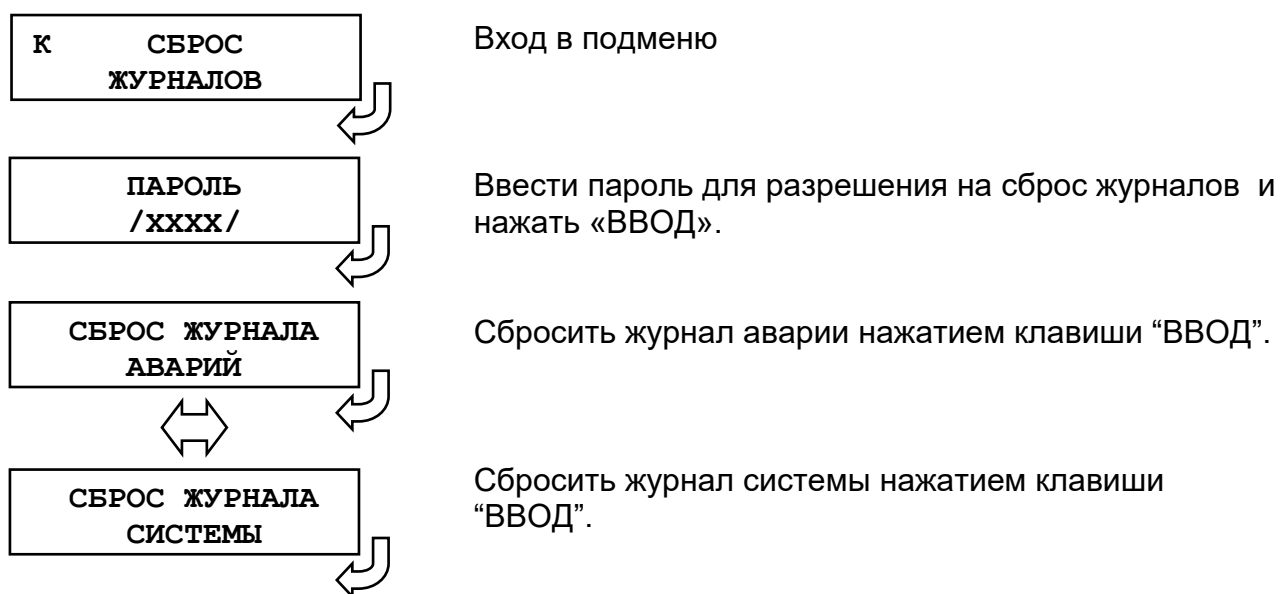 К СБРОС
ЖУРНАЛОВ
Вход в подменю
ПАРОЛЬ
/XXXX/
Ввести пароль для разрешения на сброс журналов и
нажать «ВВОД».
СБРОС ЖУРНАЛА
АВАРИЙ
Сбросить журнал аварии нажатием клавиши “ВВОД”.
СБРОС ЖУРНАЛА
СИСТЕМЫ
Сбросить журнал системы нажатием клавиши
“ВВОД”.